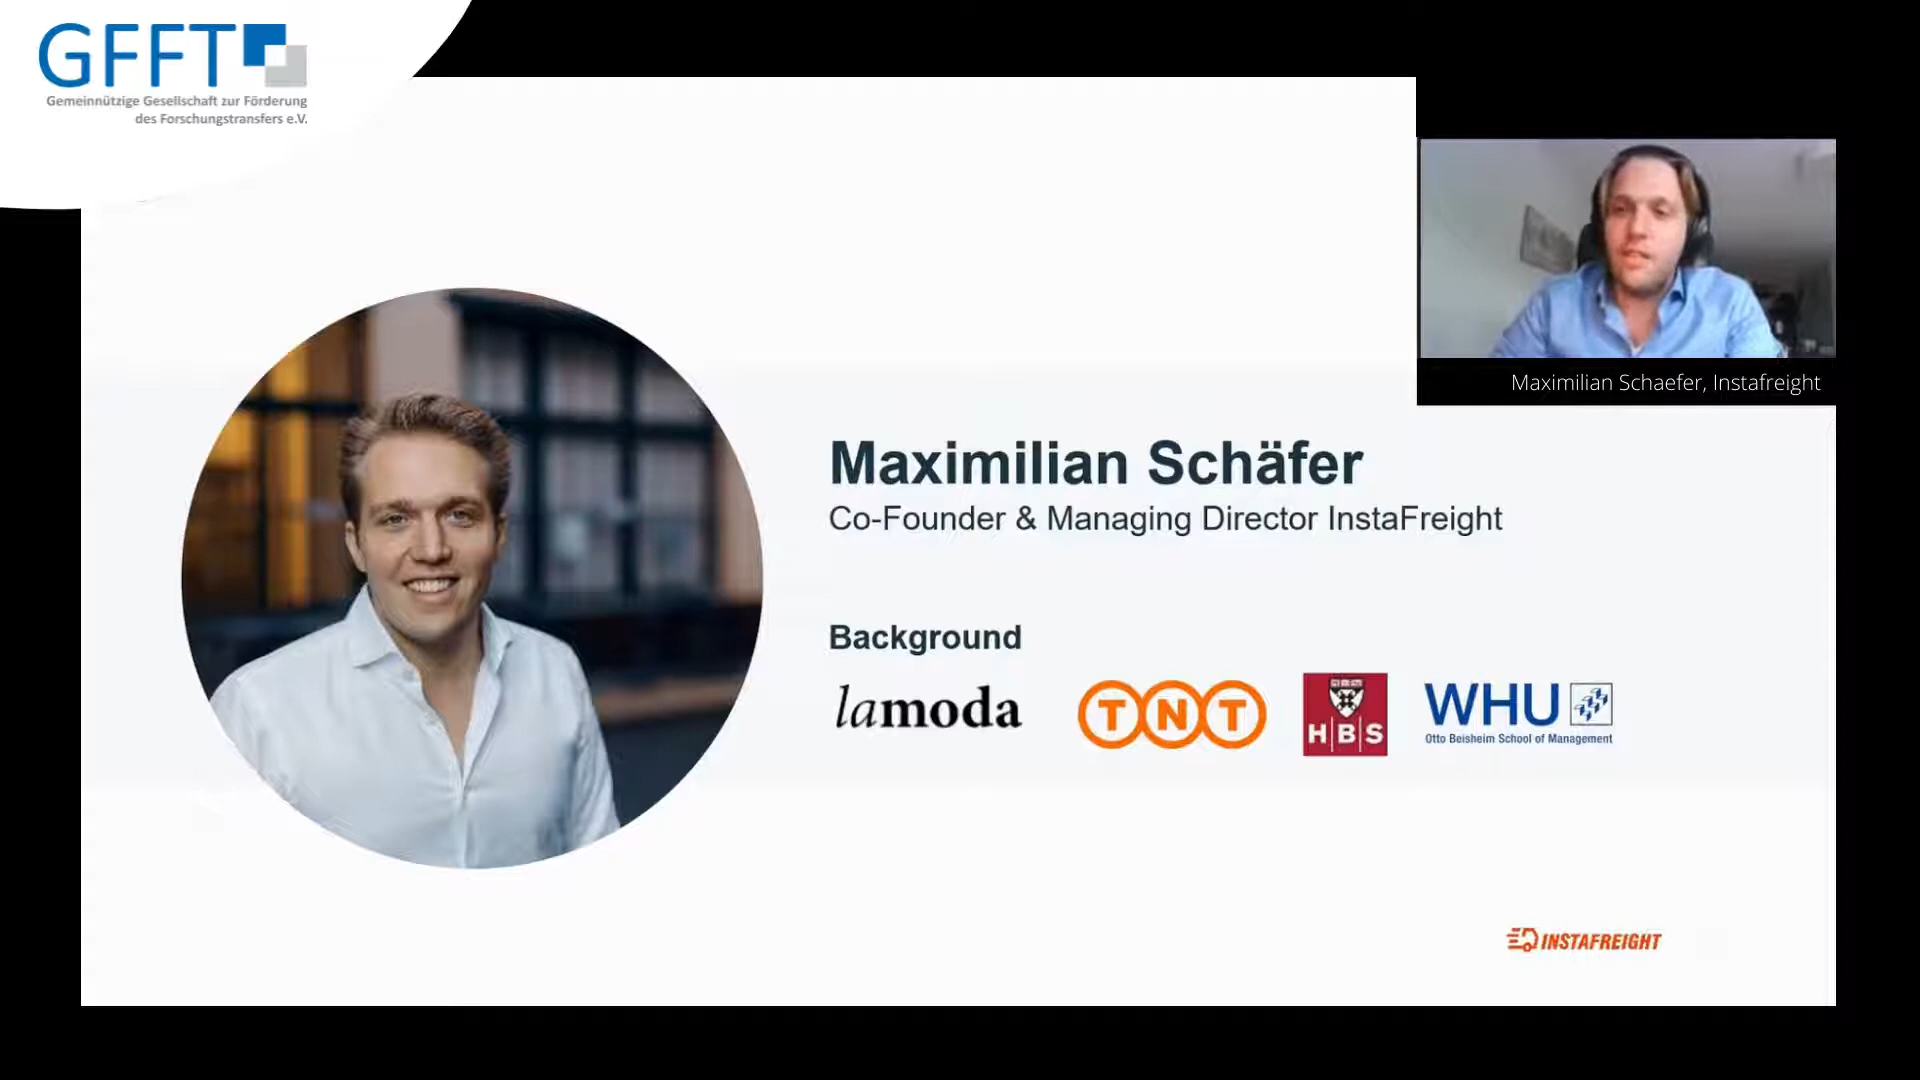 GFFT
Gemeinnützige Gesellschaft zur Förderung
des Forschungstransfers e.V.
Maximilian Schaefer, Instafreight
Maximilian Schäfer
Co-Founder & Managing Director InstaFreight
Background
lamoda
TNT
HBS
WHU
Otto Beisheim School of Management
INSTAFREIGHT